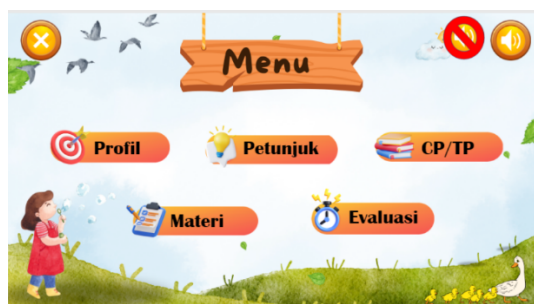 Menu
Profil
Petunjuk
CP/TP
Materi
Evaluasi